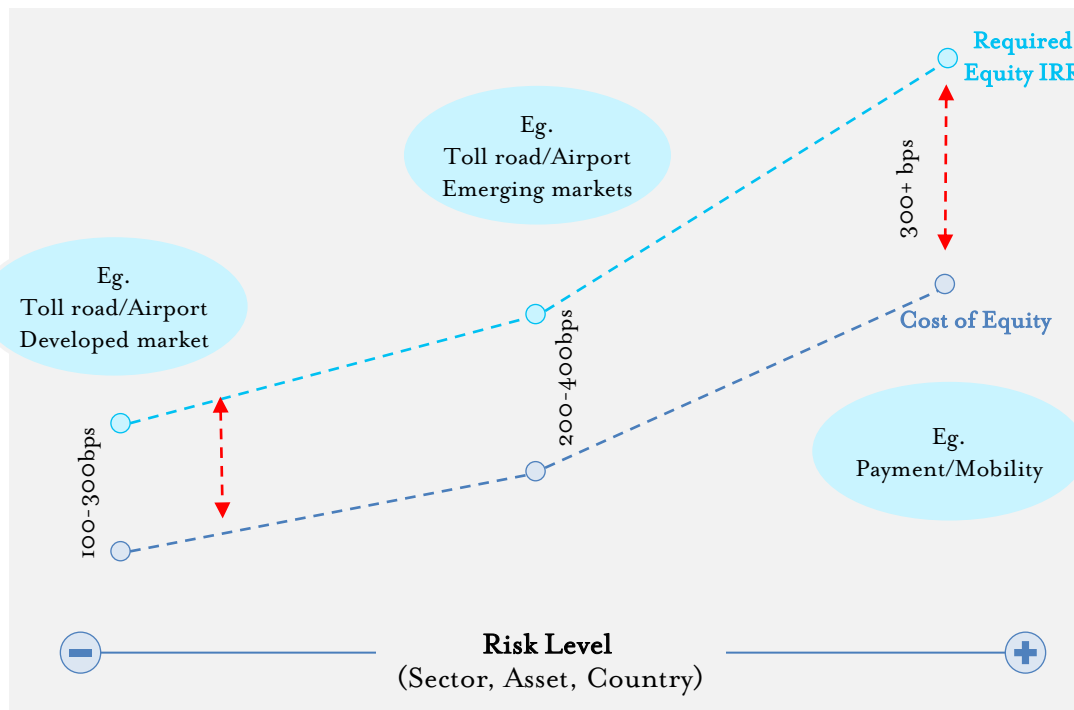 Required
Equity IRR
Eg.
Toll road/Airport
Emerging markets
300+ bps
Eg.
Toll road/Airport
Developed market
Cost of Equity
200-400bps
100-300bps
Eg.
Payment/Mobility
Risk Level
(Sector, Asset, Country)